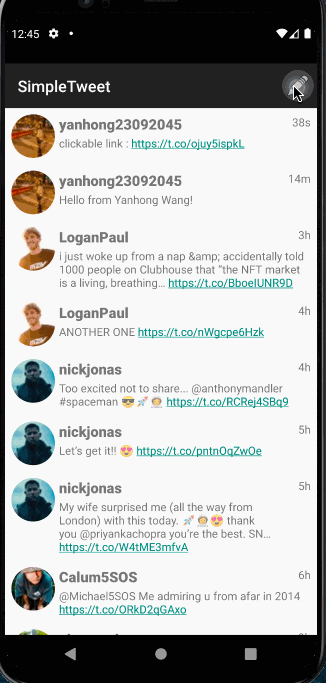 12:45
SimpleTweet
yanhong23092045 38s
clickable link : https://t.co/ojuy5ispkL
yanhong23092045 14m
Hello from Yanhong Wang!
LoganPaul 3h
i just woke up from a nap &amp; accidentally told
1000 people on Clubhouse that “the NFT market
is a living, breathing… https://t.co/BboelUNR9D
LoganPaul 4h
ANOTHER ONE https://t.co/nWgcpe6Hzk
nickjonas 4h
Too excited not to share... @anthonymandler
#spaceman 😎🚀👩‍🚀 https://t.co/RCRej4SBq9
nickjonas 5h
Let’s get it!! 😍 https://t.co/pntnOqZwOe
nickjonas 5h
My wife surprised me (all the way from
London) with this today. 🚀👩‍🚀😍 thank
you @priyankachopra you’re the best. SN…
https://t.co/W4tME3mfvA
Calum5SOS 6h
@Michael5SOS Me admiring u from afar in 2014
https://t.co/ORkD2qGAxo